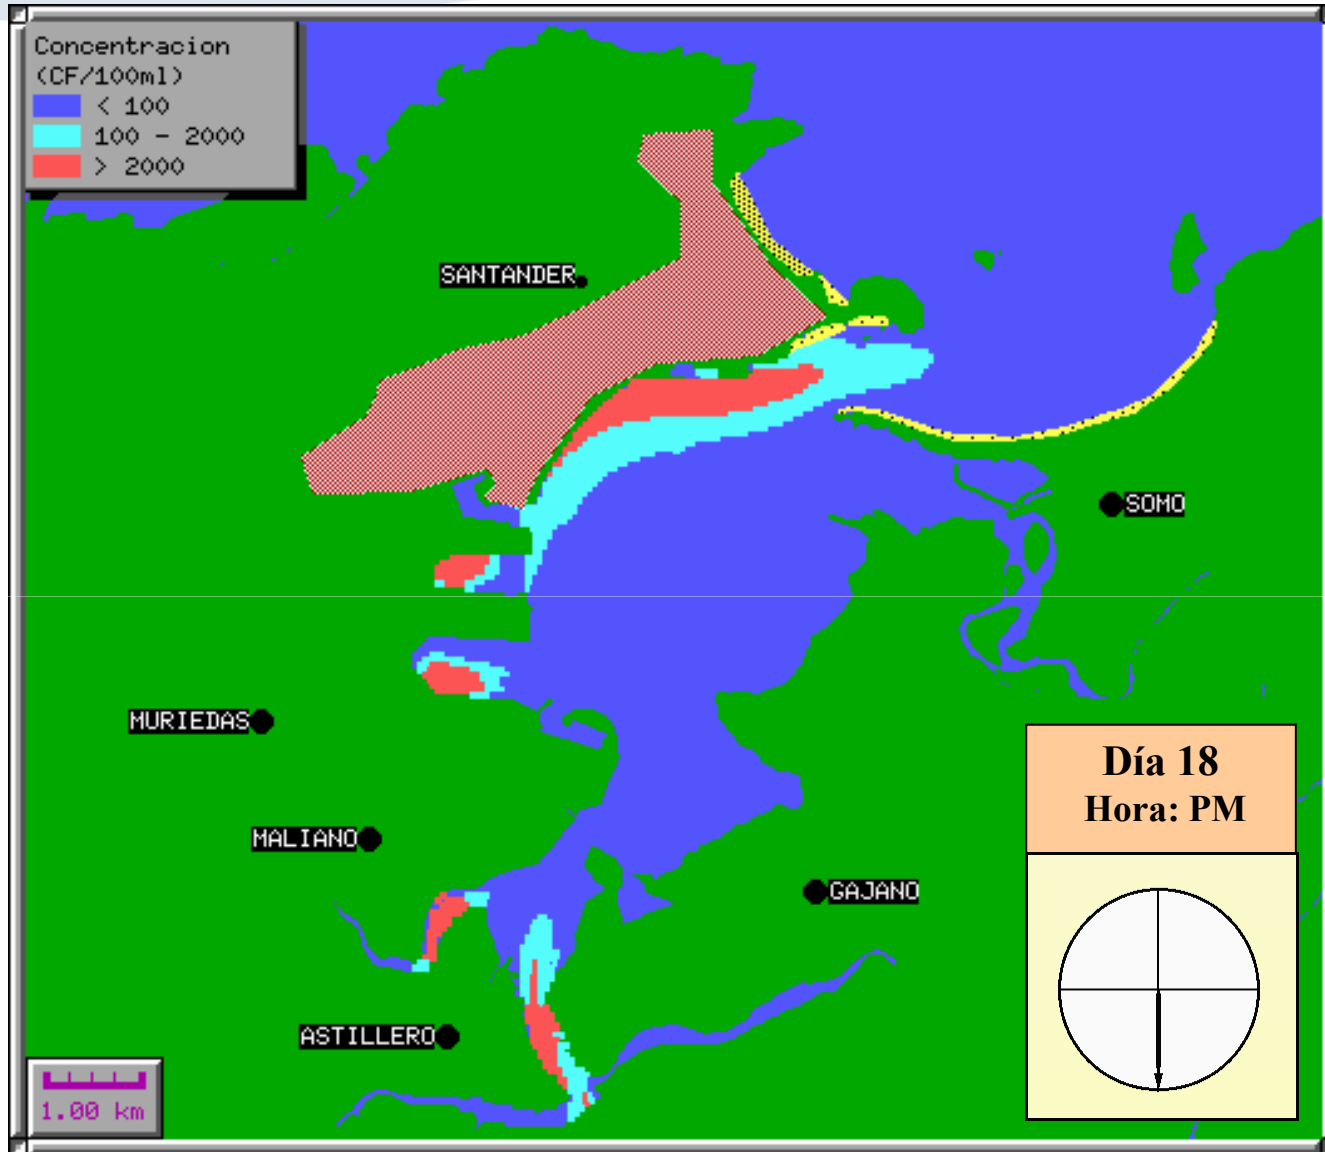 Concentracion
(CF/100ml)
< 100
100 - 2000
> 2000
SANTANDER
SOMO
MURIEDAS
Día 18
Hora: PM
MALIANO
GAJANO
ASTILLERO
1.00 km